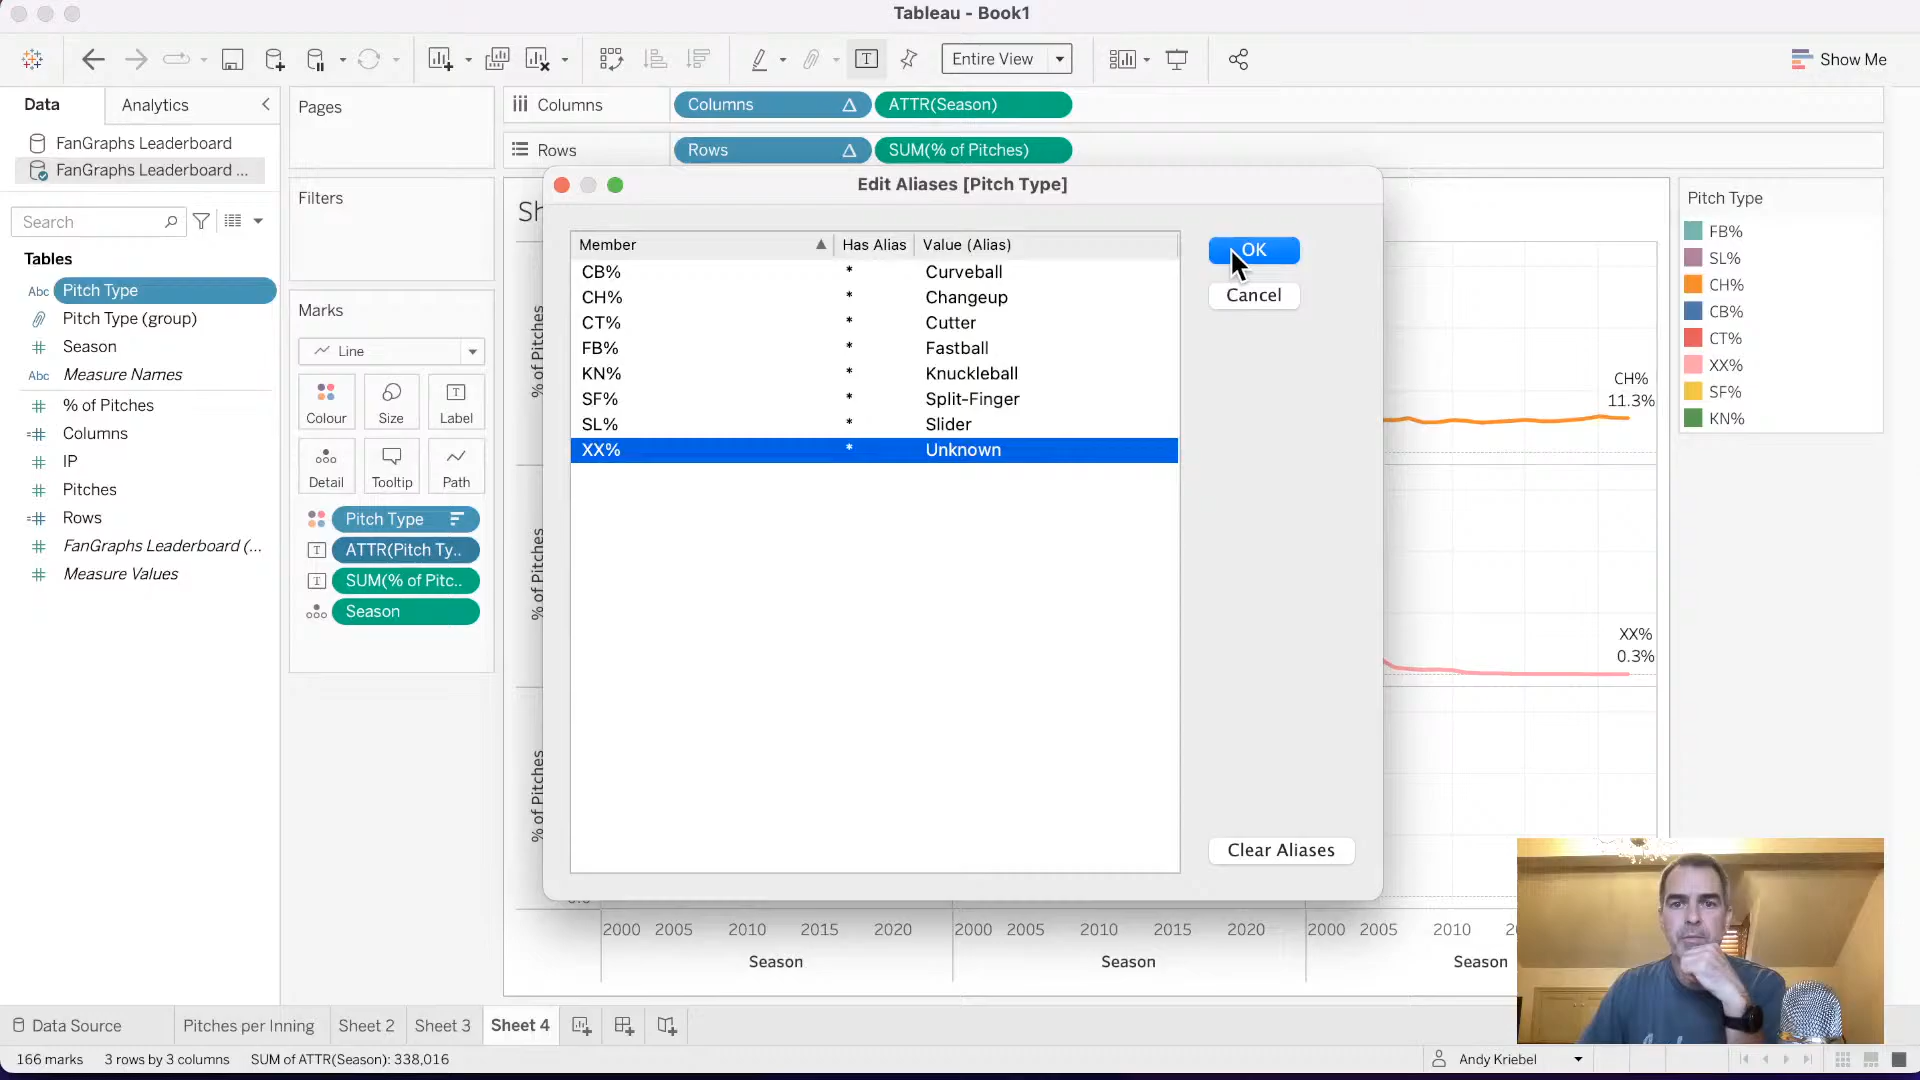 Tableau - Book1
Entire View
Show Me
Data
Analytics
FanGraphs Leaderboard
FanGraphs Leaderboard ...
Search
Tables
Abc Pitch Type
Pitch Type (group)
Season
Abc Measure Names
% of Pitches
Columns
IP
Pitches
Rows
FanGraphs Leaderboard (...
Measure Values
Pages
Filters
Marks
Line
Colour Size Label
Detail Tooltip Path
Pitch Type
ATTR(Pitch Ty..
SUM(% of Pitc..
Season
Columns Columns ATTR(Season)
Rows Rows SUM(% of Pitches)
Sh
Edit Aliases [Pitch Type]
Member Has Alias Value (Alias)
CB% * Curveball
CH% * Changeup
CT% * Cutter
FB% * Fastball
KN% * Knuckleball
SF% * Split-Finger
SL% * Slider
XX% * Unknown
OK
Cancel
Clear Aliases
% of Pitches
% of Pitches
% of Pitches
CH%
11.3%
XX%
0.3%
2000 2005 2010 2015 2020 2000 2005 2010 2015 2020 2000 2005 2010
Season Season Season
Pitch Type
FB%
SL%
CH%
CB%
CT%
XX%
SF%
KN%
Data Source Pitches per Inning Sheet 2 Sheet 3 Sheet 4
166 marks 3 rows by 3 columns SUM of ATTR(Season): 338,016
Andy Kriebel